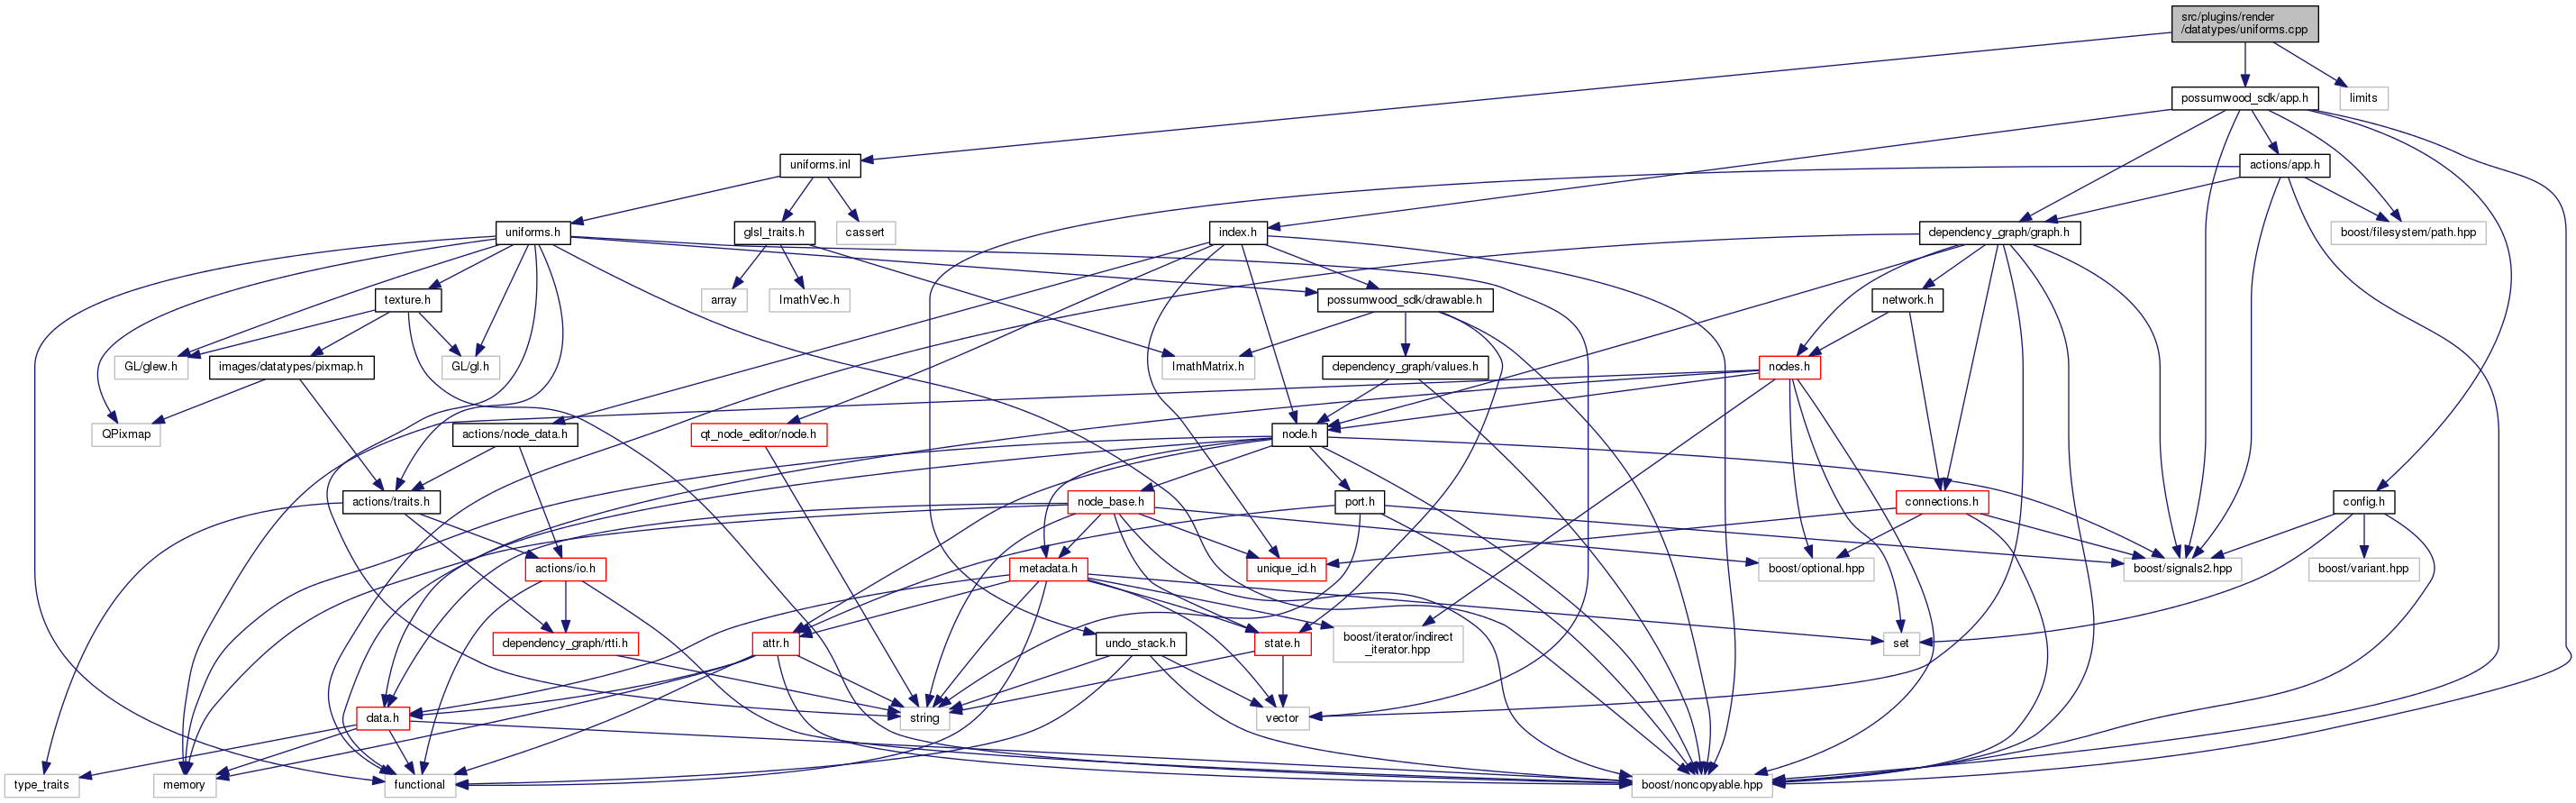 src/plugins/render
/datatypes/uniforms.cpp
possumwood_sdk/app.h
limits
uniforms.inl
actions/app.h
uniforms.h
glsl_traits.h
cassert
index.h
dependency_graph/graph.h
boost/filesystem/path.hpp
texture.h
array
ImathVec.h
possumwood_sdk/drawable.h
network.h
GL/glew.h
images/datatypes/pixmap.h
GL/gl.h
ImathMatrix.h
dependency_graph/values.h
nodes.h
QPixmap
actions/node_data.h
qt_node_editor/node.h
node.h
actions/traits.h
node_base.h
port.h
connections.h
config.h
actions/io.h
metadata.h
unique_id.h
boost/optional.hpp
boost/signals2.hpp
boost/variant.hpp
dependency_graph/rtti.h
attr.h
undo_stack.h
state.h
boost/iterator/indirect
_iterator.hpp
set
data.h
string
vector
type_traits
memory
functional
boost/noncopyable.hpp